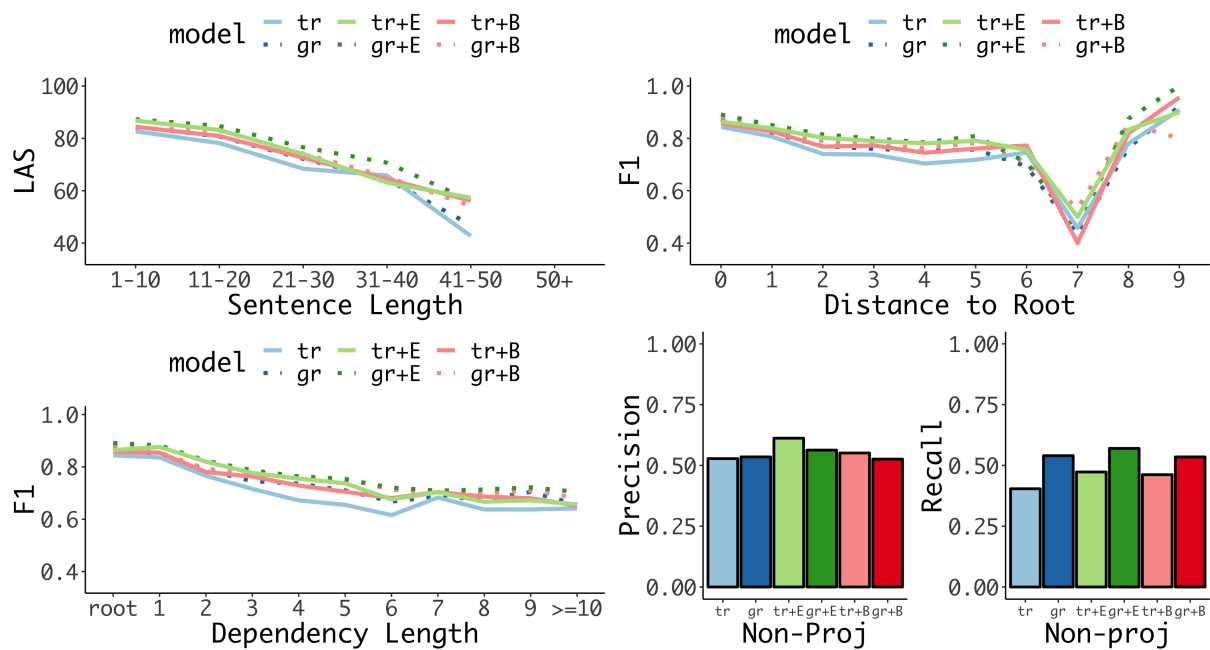 model tr tr+E tr+B
gr gr+E gr+B
100
80
60
40
LAS
1-10 11-20 21-30 31-40 41-50 50+
Sentence Length
model tr tr+E tr+B
gr gr+E gr+B
1.0
0.8
0.6
0.4
F1
0 1 2 3 4 5 6 7 8 9
Distance to Root
model tr tr+E tr+B
gr gr+E gr+B
1.0
0.8
0.6
0.4
F1
root 1 2 3 4 5 6 7 8 9 >=10
Dependency Length
1.00
0.75
0.50
0.25
0.00
Precision
tr gr tr+E gr+E tr+B gr+B
Non-Proj
1.00
0.75
0.50
0.25
0.00
Recall
tr gr tr+E gr+E tr+B gr+B
Non-proj